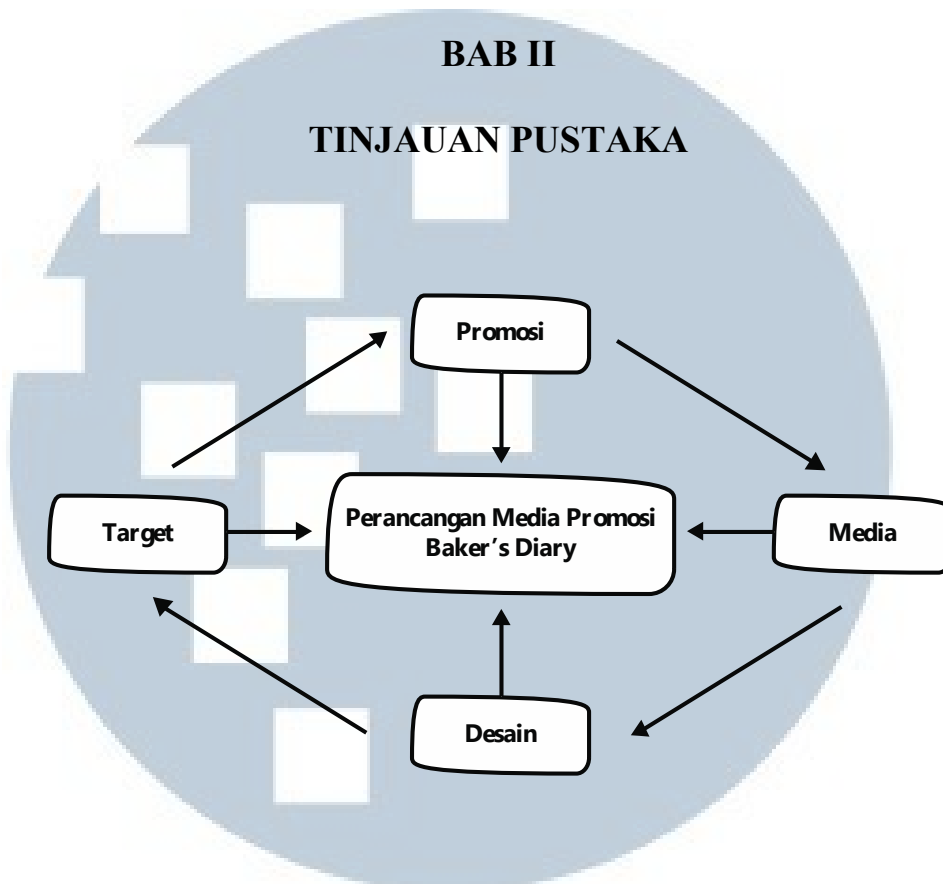 BAB II
TINJAUAN PUSTAKA
Promosi
Target
Perancangan Media Promosi
Baker’s Diary
Media
Desain